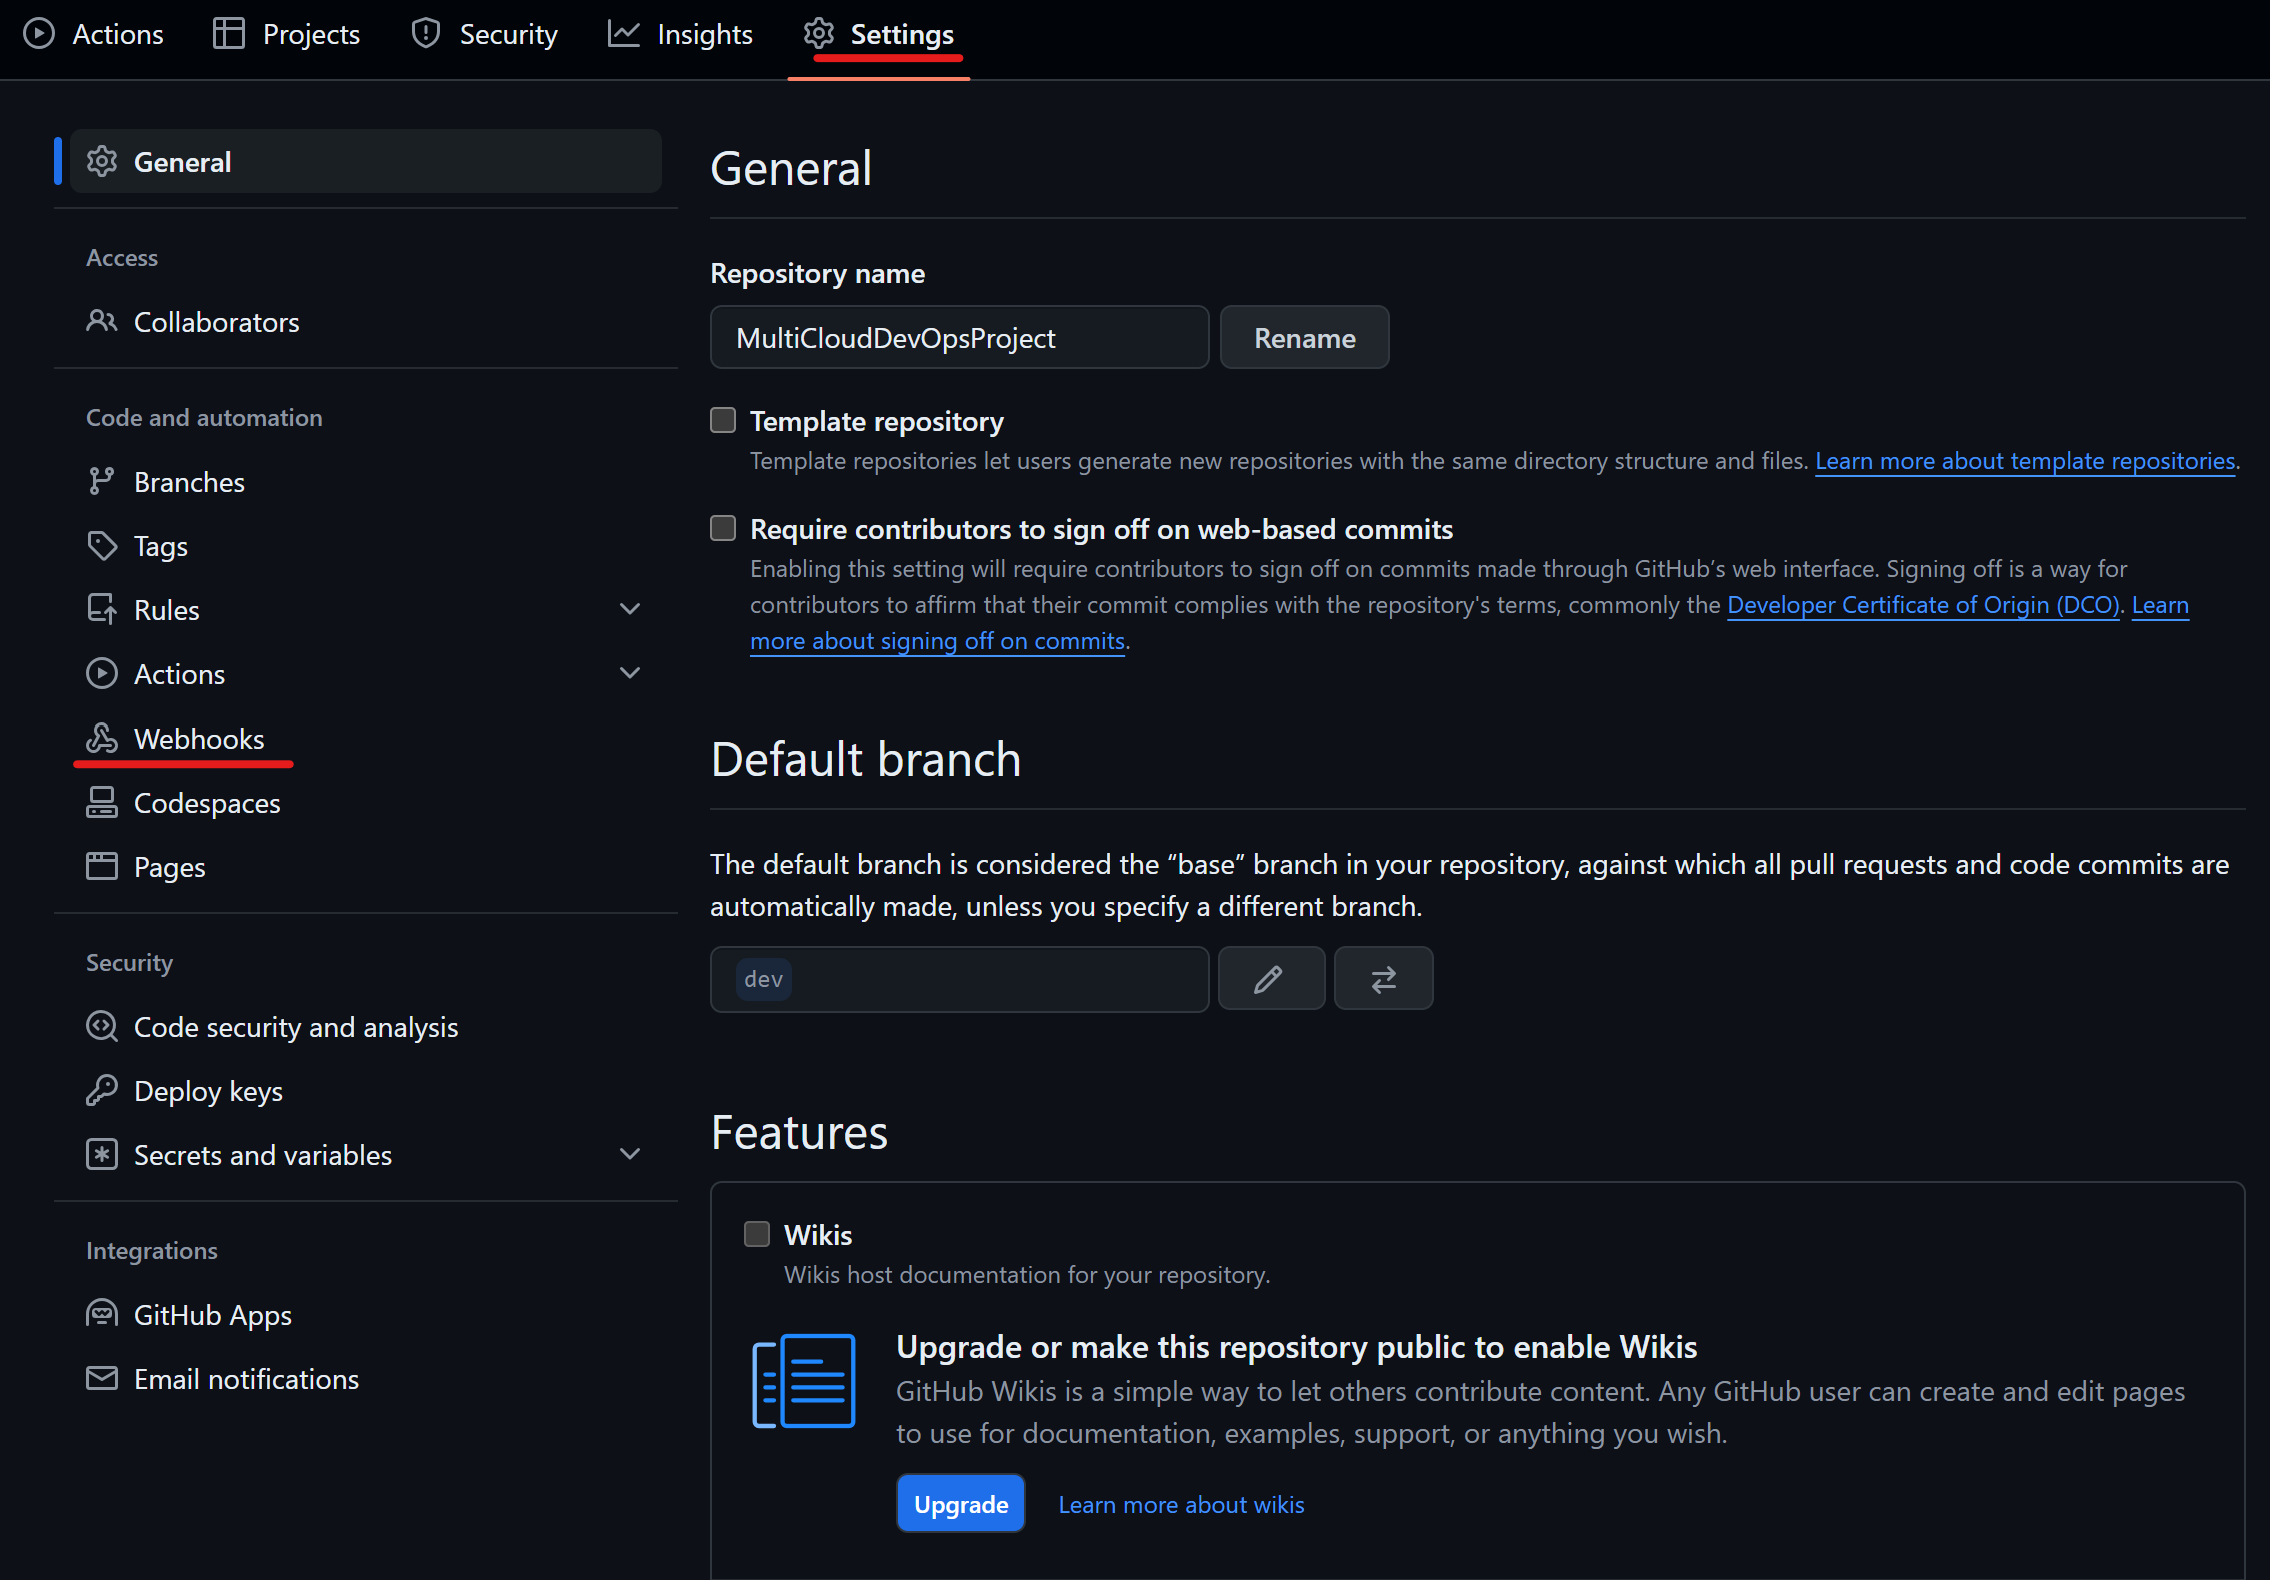 Actions Projects Security Insights Settings
General
Access
Collaborators
Code and automation
Branches
Tags
Rules
Actions
Webhooks
Codespaces
Pages
Security
Code security and analysis
Deploy keys
Secrets and variables
Integrations
GitHub Apps
Email notifications
General
Repository name
MultiCloudDevOpsProject Rename
Template repository
Template repositories let users generate new repositories with the same directory structure and files. Learn more about template repositories.
Require contributors to sign off on web-based commits
Enabling this setting will require contributors to sign off on commits made through GitHub’s web interface. Signing off is a way for
contributors to affirm that their commit complies with the repository's terms, commonly the Developer Certificate of Origin (DCO). Learn
more about signing off on commits.
Default branch
The default branch is considered the “base” branch in your repository, against which all pull requests and code commits are
automatically made, unless you specify a different branch.
dev
Features
Wikis
Wikis host documentation for your repository.
Upgrade or make this repository public to enable Wikis
GitHub Wikis is a simple way to let others contribute content. Any GitHub user can create and edit pages
to use for documentation, examples, support, or anything you wish.
Upgrade Learn more about wikis